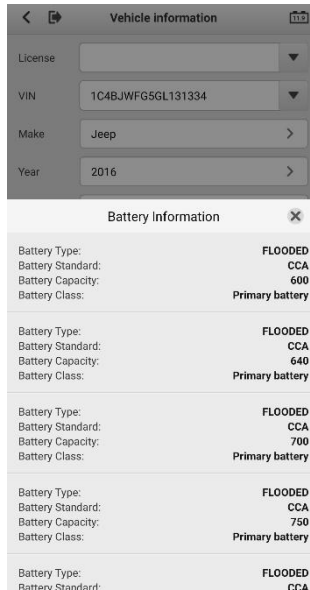 Vehicle information
11.9
License
VIN 1C4BJWFG5GL131334
Make Jeep
Year 2016
Battery Information
Battery Type: FLOODED
Battery Standard: CCA
Battery Capacity: 600
Battery Class: Primary battery
Battery Type: FLOODED
Battery Standard: CCA
Battery Capacity: 640
Battery Class: Primary battery
Battery Type: FLOODED
Battery Standard: CCA
Battery Capacity: 700
Battery Class: Primary battery
Battery Type: FLOODED
Battery Standard: CCA
Battery Capacity: 750
Battery Class: Primary battery
Battery Type: FLOODED
Battery Standard: CCA